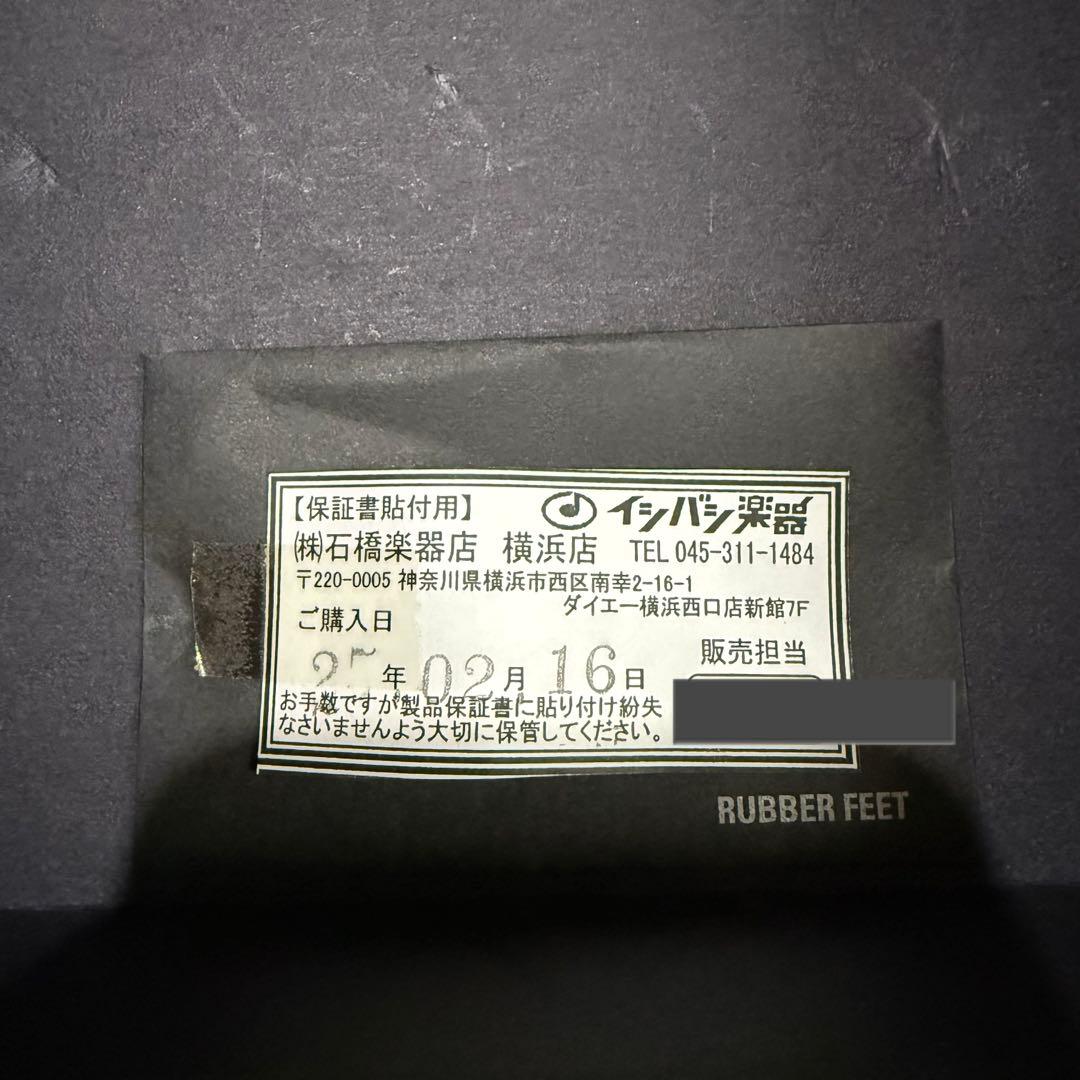 【保証書貼付用】 イシバシ楽器
㈱石橋楽器店 横浜店 TEL 045-311-1484
〒220-0005 神奈川県横浜市西区南幸2-16-1
ダイエー横浜西口店新館7F
ご購入日
年 02月 16日 販売担当
お手数ですが製品保証書に貼り付け紛失
なさいませんよう大切に保管してください。
RUBBER FEET